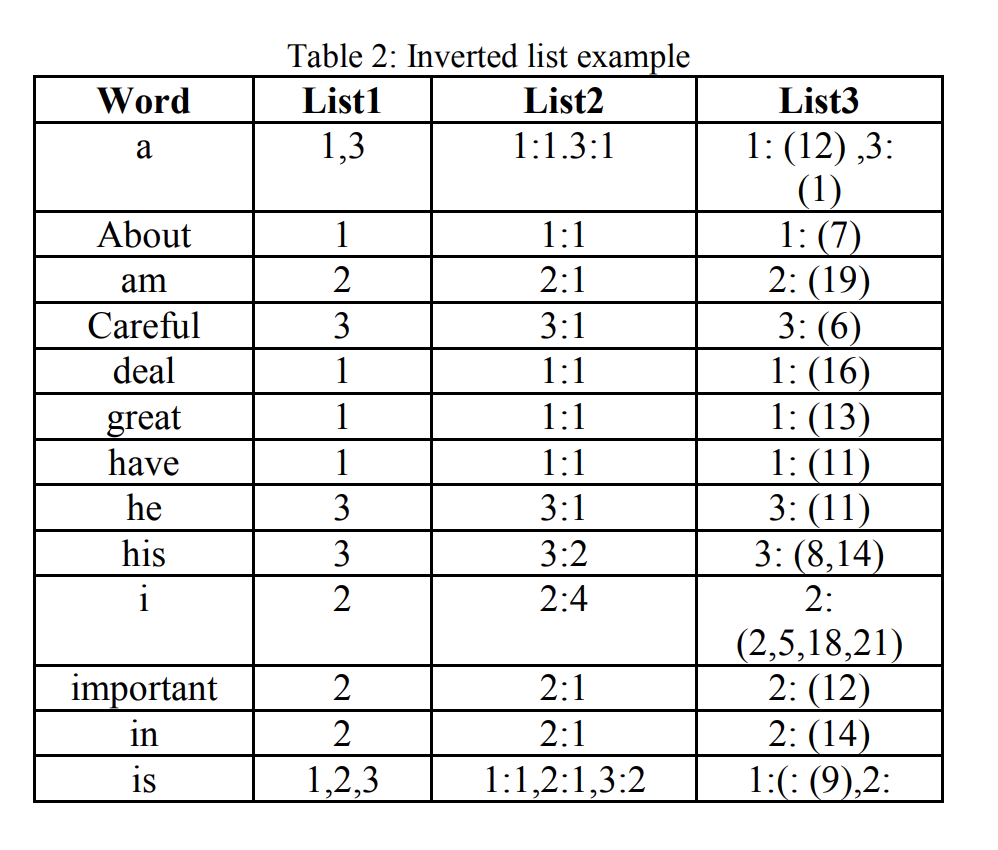 Table 2: Inverted list example
Word List1 List2 List3
a 1,3 1:1.3:1 1: (12) ,3:
(1)
About 1 1:1 1: (7)
am 2 2:1 2: (19)
Careful 3 3:1 3: (6)
deal 1 1:1 1: (16)
great 1 1:1 1: (13)
have 1 1:1 1: (11)
he 3 3:1 3: (11)
his 3 3:2 3: (8,14)
i 2 2:4 2:
(2,5,18,21)
important 2 2:1 2: (12)
in 2 2:1 2: (14)
is 1,2,3 1:1,2:1,3:2 1:(: (9),2: